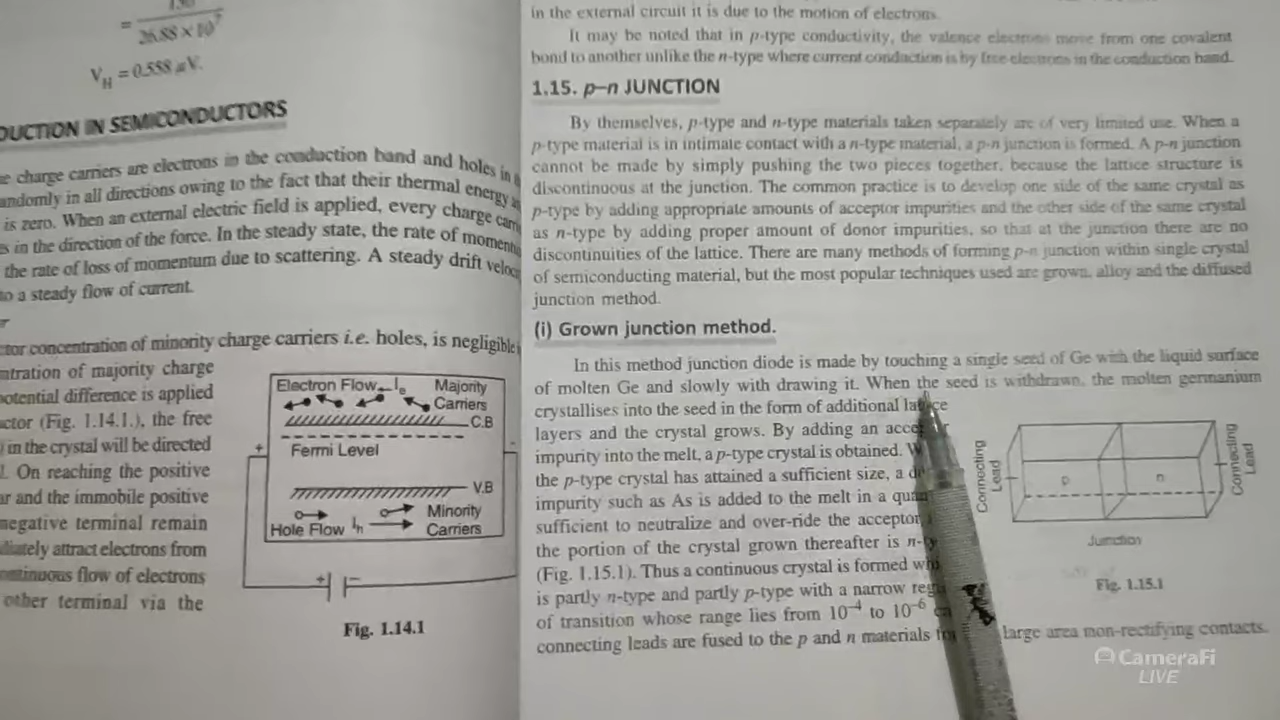 = 
26.88 × 10⁷
V_H = 0.558 μV.
DUCTION IN SEMICONDUCTORS
charge carriers are electrons in the conduction band and holes in
andomly in all directions owing to the fact that their thermal energy
is zero. When an external electric field is applied, every charge
in the direction of the force. In the steady state, the rate of
the rate of loss of momentum due to scattering. A steady drift
to a steady flow of current.
ctor concentration of minority charge carriers i.e. holes, is negligible
ntration of majority charge
potential difference is applied
uctor (Fig. 1.14.1.), the free
in the crystal will be directed
On reaching the positive
ar and the immobile positive
negative terminal remain
diately attract electrons from
ontinuous flow of electrons
other terminal via the
Electron Flow Iₑ Majority
Carriers
C.B
+ Fermi Level -
V.B
Minority
Hole Flow Iₕ Carriers
+ -
Fig. 1.14.1
in the external circuit it is due to the motion of electrons.
It may be noted that in p-type conductivity, the valence electrons move from one covalent
bond to another unlike the n-type where current conduction is by free electrons in the conduction band.
1.15. p–n JUNCTION
By themselves, p-type and n-type materials taken separately are of very limited use. When a
p-type material is in intimate contact with a n-type material, a p-n junction is formed. A p-n junction
cannot be made by simply pushing the two pieces together, because the lattice structure is
discontinuous at the junction. The common practice is to develop one side of the same crystal as
p-type by adding appropriate amounts of acceptor impurities and the other side of the same crystal
as n-type by adding proper amount of donor impurities, so that at the junction there are no
discontinuities of the lattice. There are many methods of forming p-n junction within single crystal
of semiconducting material, but the most popular techniques used are grown, alloy and the diffused
junction method.
(i) Grown junction method.
In this method junction diode is made by touching a single seed of Ge with the liquid surface
of molten Ge and slowly with drawing it. When the seed is withdrawn, the molten germanium
crystallises into the seed in the form of additional lattice
layers and the crystal grows. By adding an
impurity into the melt, a p-type crystal is obtained.
the p-type crystal has attained a sufficient size, a
impurity such as As is added to the melt in a
sufficient to neutralize and over-ride the acceptor,
the portion of the crystal grown thereafter is
(Fig. 1.15.1). Thus a continuous crystal is formed
is partly n-type and partly p-type with a narrow
of transition whose range lies from 10⁻⁴ to 10⁻⁶
connecting leads are fused to the p and n materials large area non-rectifying contacts.
Connecting
Lead
p n
Connecting
Lead
Junction
Fig. 1.15.1
CameraFi
LIVE